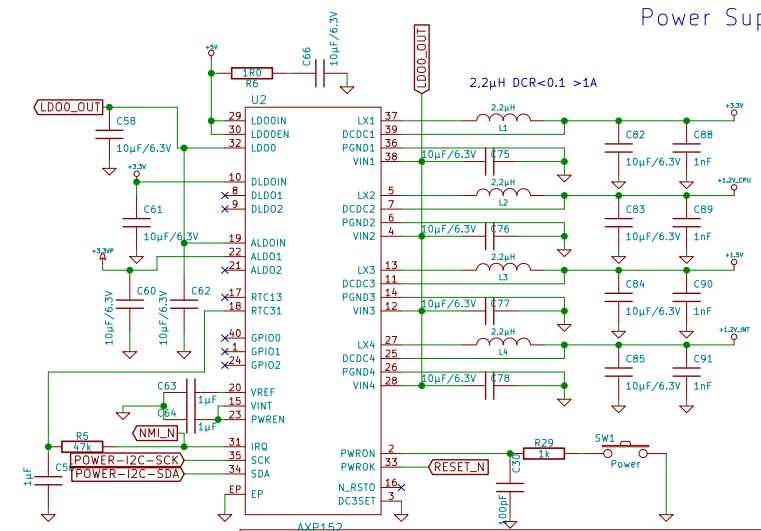 Power Sup
2,2μH DCR<0.1 >1A
LDO0_OUT
+5V
1R0
R6
C66
10μF/6.3V
LDO0_OUT
C58
10μF/6.3V
U2
29 LDO0IN
30 LDO0EN
32 LDO0
10 DLDOIN
8 DLDO1
9 DLDO2
19 ALDOIN
22 ALDO1
21 ALDO2
17 RTC13
18 RTC31
40 GPIO0
1 GPIO1
24 GPIO2
20 VREF
15 VINT
23 PWREN
31 IRQ
35 SCK
34 SDA
EP EP
LX1 37
DCDC1 39
PGND1 36
VIN1 38
LX2 5
DCDC2 7
PGND2 6
VIN2 4
LX3 13
DCDC3 11
PGND3 14
VIN3 12
LX4 27
DCDC4 25
PGND4 26
VIN4 28
PWRON 2
PWROK 33
N_RSTO 16
DC3SET 3
AXP152
+3,3V
C61
10μF/6.3V
+3,3VP
C60
10μF/6.3V
C62
10μF/6.3V
C63
1μF
C64
1μF
NMI_N
R5
47k
POWER-I2C-SCK
POWER-I2C-SDA
1μF
2,2μH
L1
10μF/6.3V
C75
2,2μH
L2
10μF/6.3V
C76
2,2μH
L3
10μF/6.3V
C77
2,2μH
L4
10μF/6.3V
C78
+3,3V
C82
10μF/6.3V
C88
1nF
+1.2V_CPU
C83
10μF/6.3V
C89
1nF
+1.5V
C84
10μF/6.3V
C90
1nF
+1.2V_INT
C85
10μF/6.3V
C91
1nF
R29
1k
SW1
Power
RESET_N
100pF